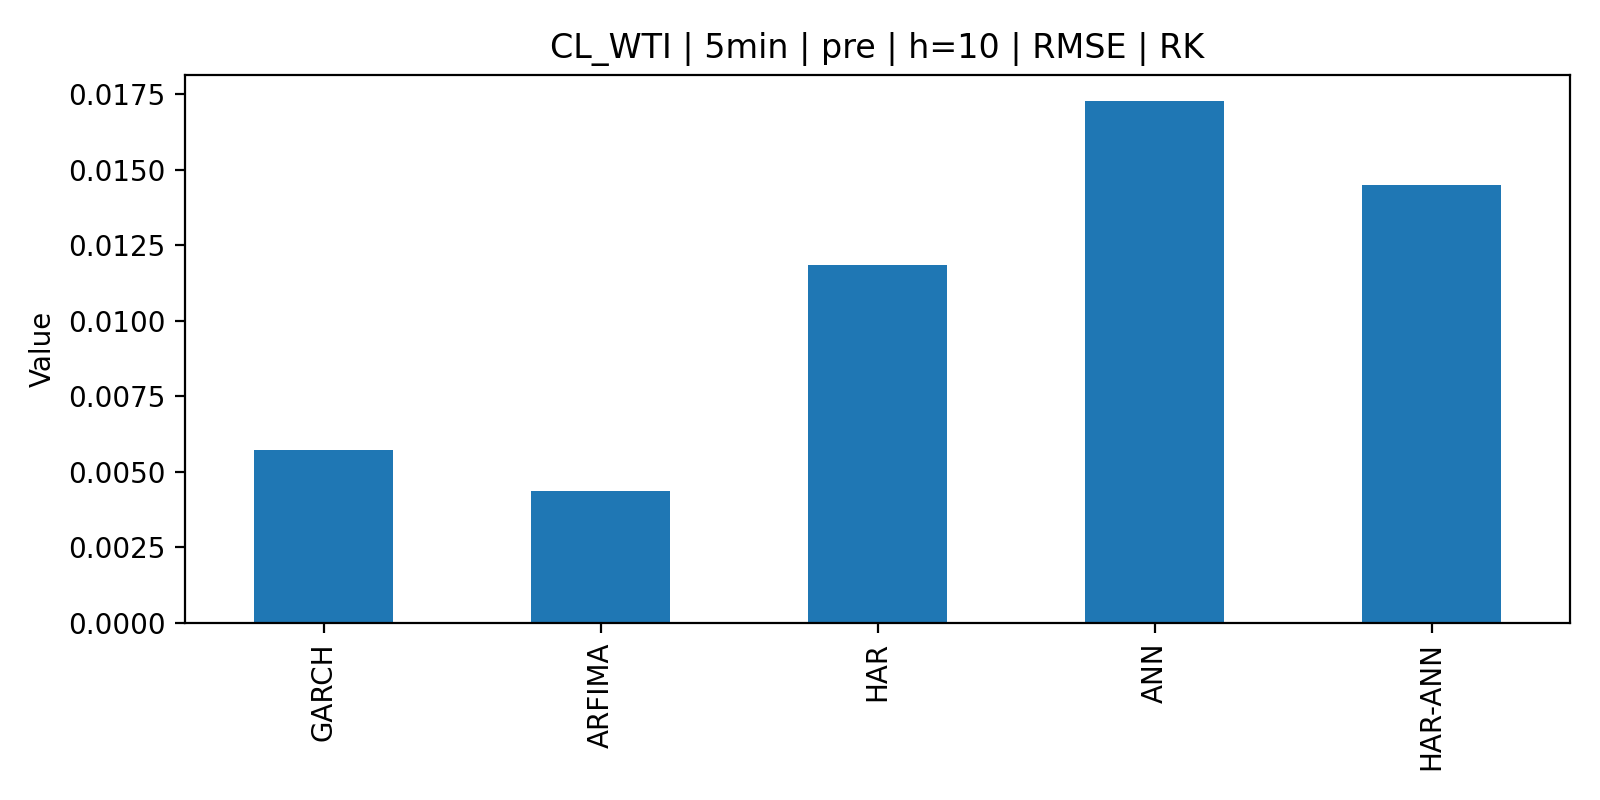 CL_WTI | 5min | pre | h=10 | RMSE | RK
Value
0.0175
0.0150
0.0125
0.0100
0.0075
0.0050
0.0025
0.0000
GARCH
ARFIMA
HAR
ANN
HAR-ANN